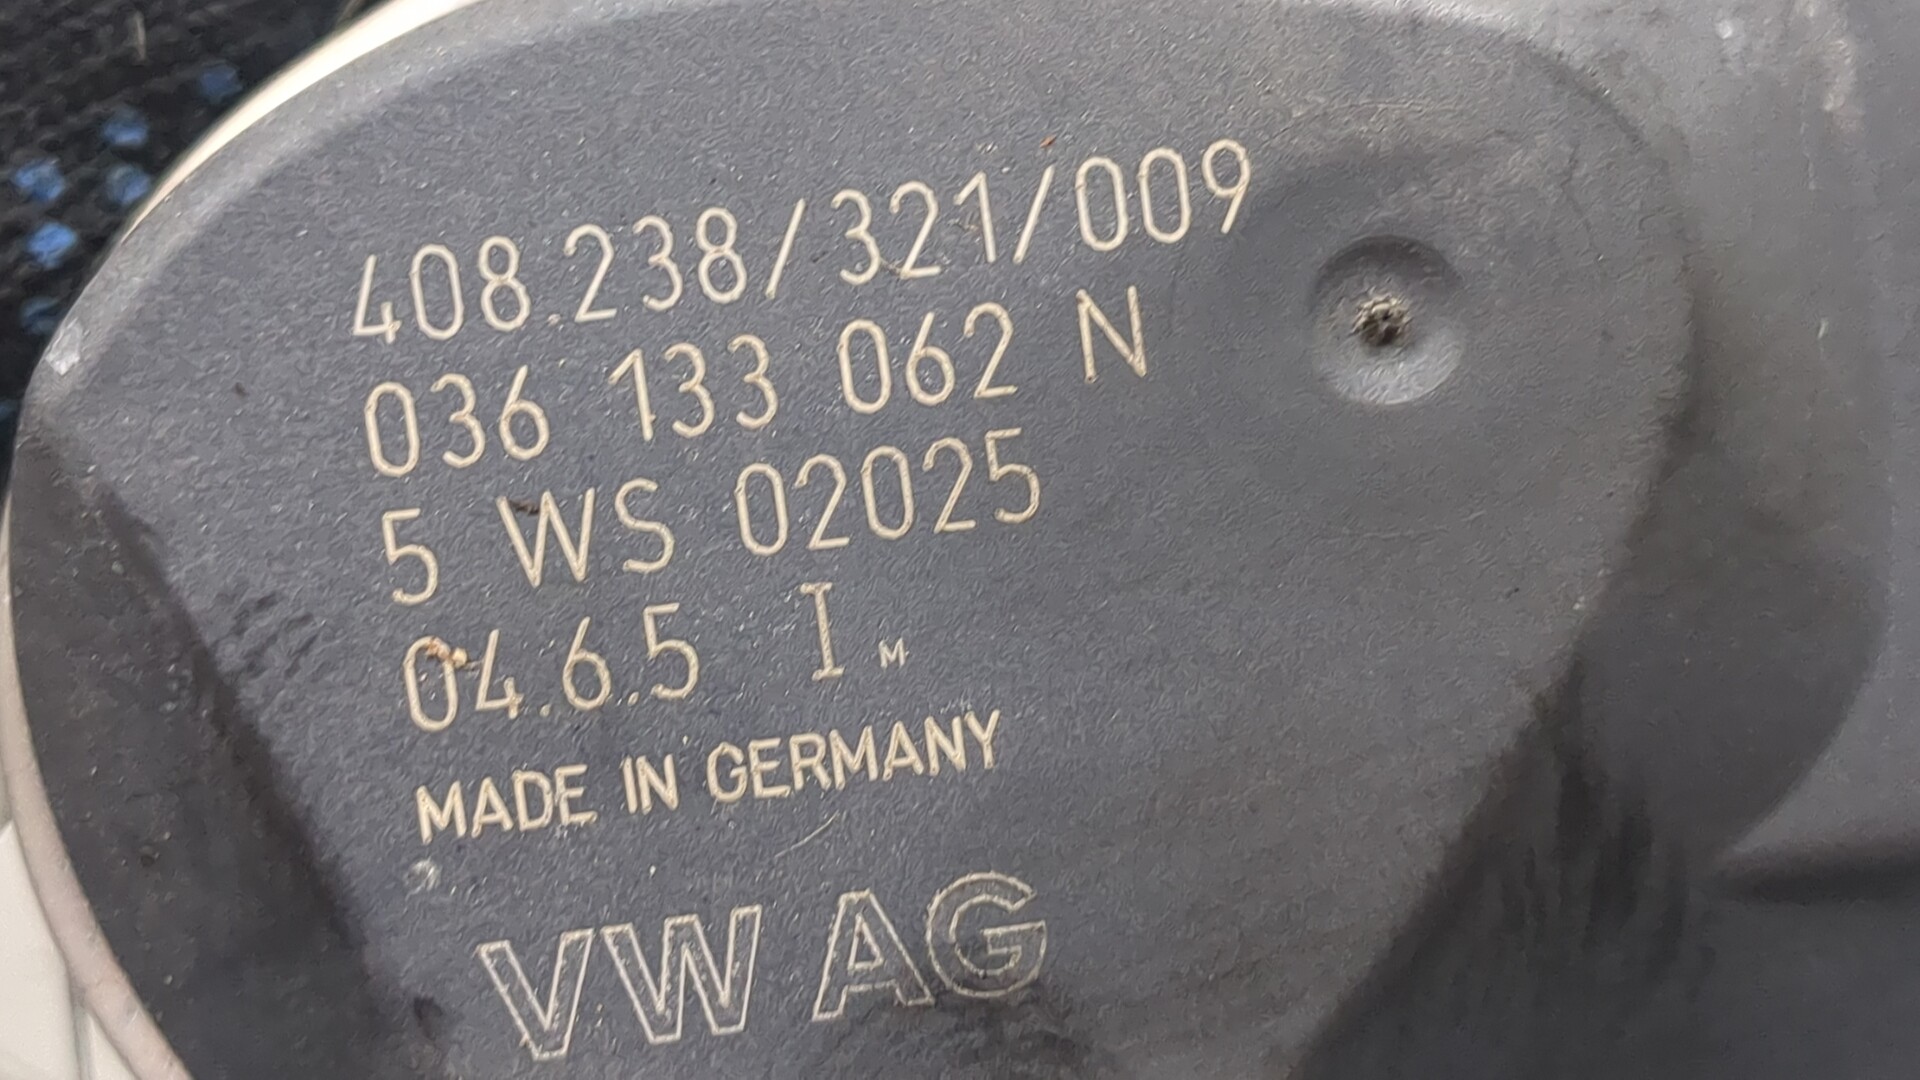 408.238/321/009
036 133 062 N
5 WS 02025
04.6.5 I M
MADE IN GERMANY
VW AG